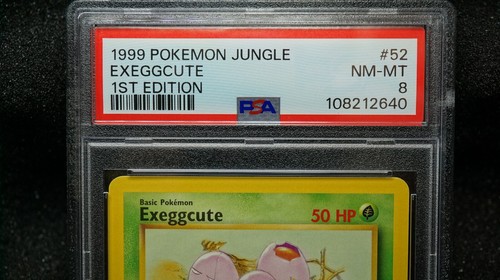 1999 POKEMON JUNGLE #52
EXEGGCUTE NM-MT
1ST EDITION 8
PSA 108212640
Basic Pokémon
Exeggcute 50 HP